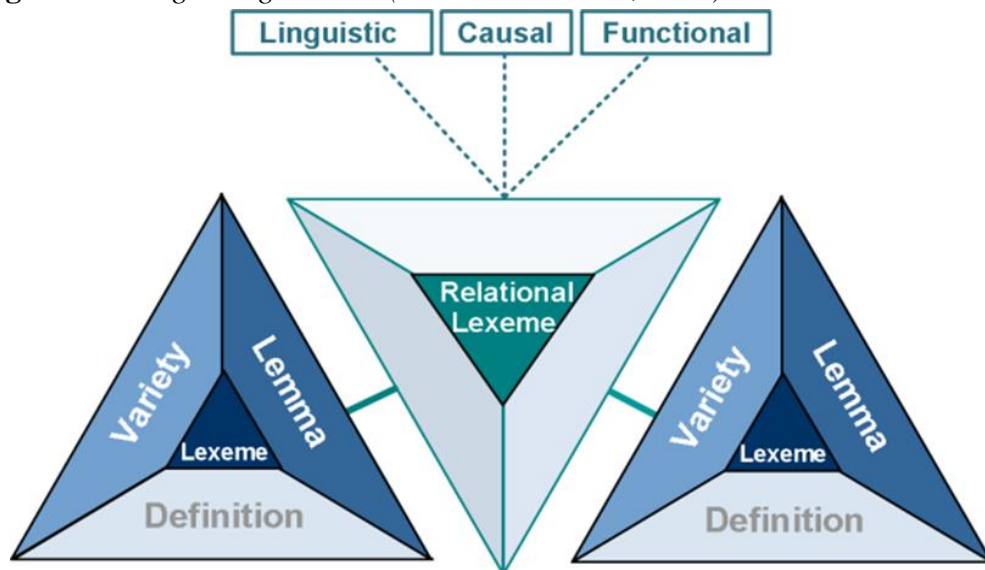 Linguistic
Causal
Functional
Relational
Lexeme
Variety
Lemma
Lexeme
Definition
Variety
Lemma
Lexeme
Definition